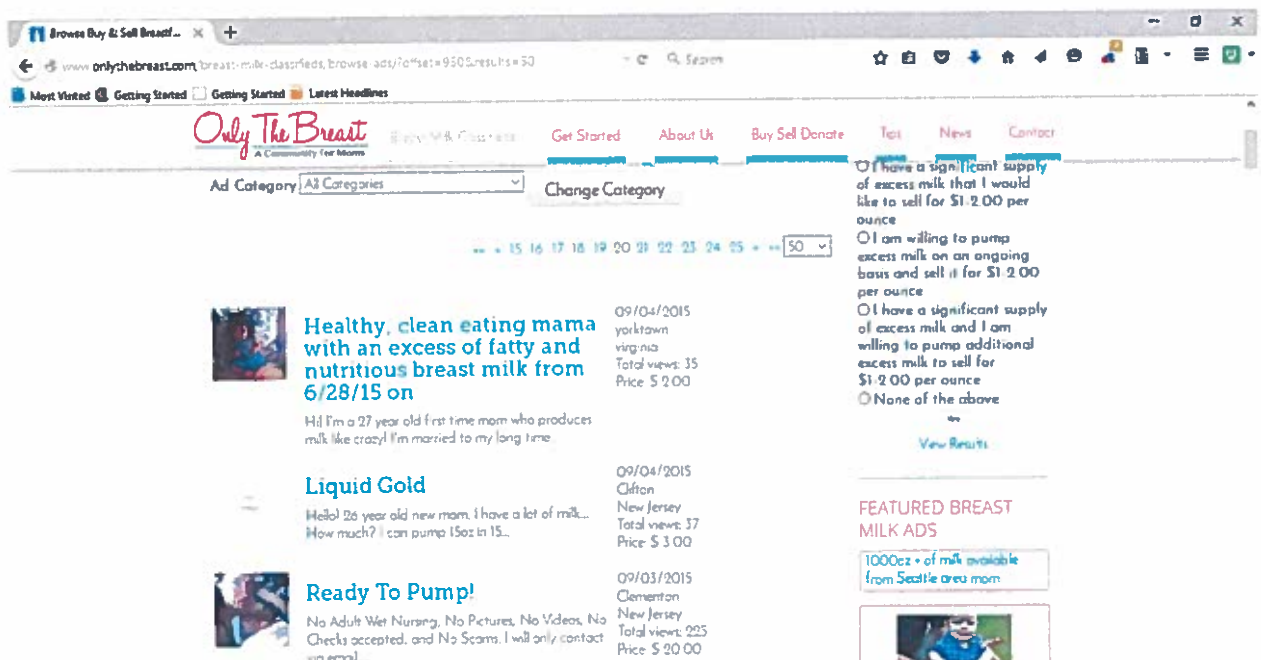 Browse Buy & Sell Breastf...
www.onlythebreast.com/breast-milk-classifieds/browse-ads/?offset=950&results=50
Search
Most Visited Getting Started Getting Started Latest Headlines
Only The Breast
A Community For Moms
Get Started About Us Buy Sell Donate Tips News Contact
Ad Category All Categories Change Category
15 16 17 18 19 20 21 22 23 24 25 50
Healthy, clean eating mama
with an excess of fatty and
nutritious breast milk from
6/28/15 on
Hi! I'm a 27 year old first time mom who produces
milk like crazy! I'm married to my long time
09/04/2015
yorktown
virginia
Total views: 35
Price $ 2.00
Liquid Gold
Hello! 26 year old new mom. I have a lot of milk...
How much? I can pump 15oz in 15...
09/04/2015
Clifton
New Jersey
Total views: 37
Price $ 3.00
Ready To Pump!
No Adult Wet Nursing, No Pictures, No Videos, No
Checks accepted, and No Scams. I will only contact
via email
09/03/2015
Clementon
New Jersey
Total views: 225
Price $ 20.00
I have a significant supply
of excess milk that I would
like to sell for $1-2.00 per
ounce
I am willing to pump
excess milk on an ongoing
basis and sell it for $1-2.00
per ounce
I have a significant supply
of excess milk and I am
willing to pump additional
excess milk to sell for
$1-2.00 per ounce
None of the above
View Results
FEATURED BREAST
MILK ADS
1000oz + of milk available
from Seattle area mom